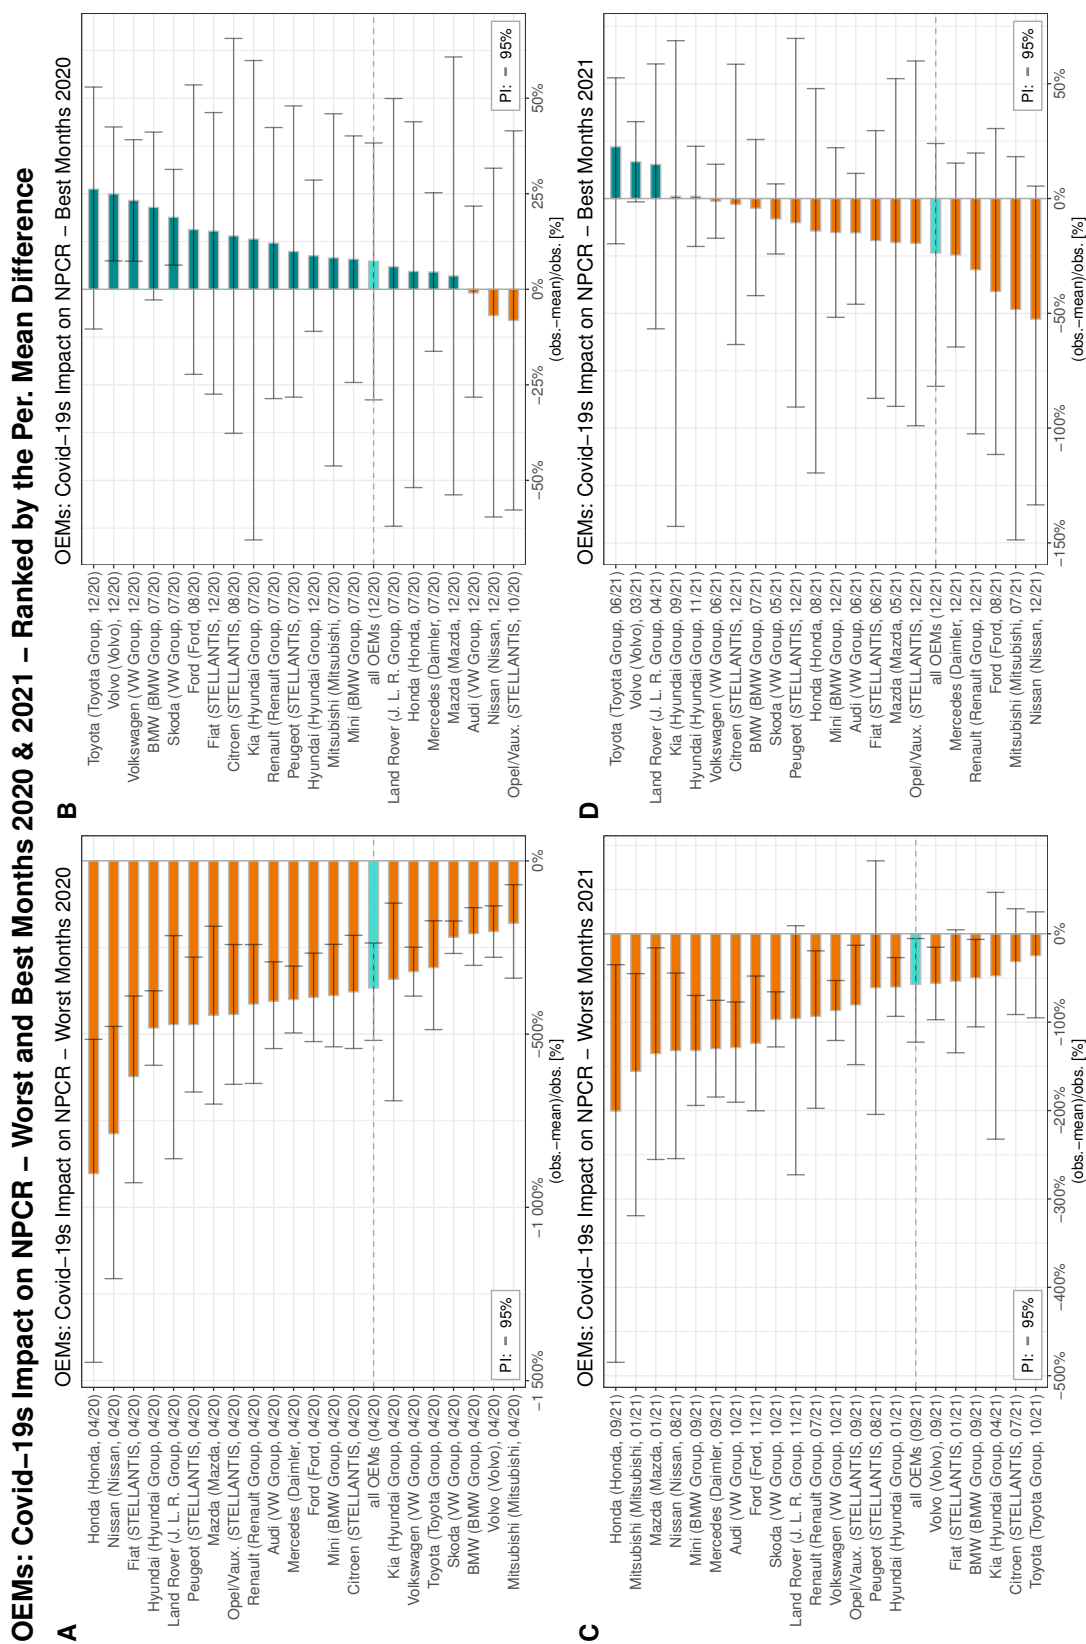 OEMs: Covid−19s Impact on NPCR − Worst and Best Months 2020 & 2021 − Ranked by the Per. Mean Difference
A
OEMs: Covid−19s Impact on NPCR − Worst Months 2020
Honda (Honda, 04/20)
Nissan (Nissan, 04/20)
Fiat (STELLANTIS, 04/20)
Hyundai (Hyundai Group, 04/20)
Land Rover (J. L. R. Group, 04/20)
Peugeot (STELLANTIS, 04/20)
Mazda (Mazda, 04/20)
Opel/Vaux. (STELLANTIS, 04/20)
Renault (Renault Group, 04/20)
Audi (VW Group, 04/20)
Mercedes (Daimler, 04/20)
Ford (Ford, 04/20)
Mini (BMW Group, 04/20)
Citroen (STELLANTIS, 04/20)
all OEMs (04/20)
Kia (Hyundai Group, 04/20)
Volkswagen (VW Group, 04/20)
Toyota (Toyota Group, 04/20)
Skoda (VW Group, 04/20)
BMW (BMW Group, 04/20)
Volvo (Volvo), 04/20)
Mitsubishi (Mitsubishi, 04/20)
−1 500% −1 000% −500% 0%
(obs.−mean)/obs. [%]
PI: − 95%
B
OEMs: Covid−19s Impact on NPCR − Best Months 2020
Toyota (Toyota Group, 12/20)
Volvo (Volvo), 12/20)
Volkswagen (VW Group, 12/20)
BMW (BMW Group, 07/20)
Skoda (VW Group, 07/20)
Ford (Ford, 08/20)
Fiat (STELLANTIS, 12/20)
Citroen (STELLANTIS, 08/20)
Kia (Hyundai Group, 07/20)
Renault (Renault Group, 07/20)
Peugeot (STELLANTIS, 07/20)
Hyundai (Hyundai Group, 12/20)
Mitsubishi (Mitsubishi, 07/20)
Mini (BMW Group, 07/20)
all OEMs (12/20)
Land Rover (J. L. R. Group, 07/20)
Honda (Honda, 07/20)
Mercedes (Daimler, 07/20)
Mazda (Mazda, 12/20)
Audi (VW Group, 12/20)
Nissan (Nissan, 12/20)
Opel/Vaux. (STELLANTIS, 10/20)
−50% −25% 0% 25% 50%
(obs.−mean)/obs. [%]
PI: − 95%
C
OEMs: Covid−19s Impact on NPCR − Worst Months 2021
Honda (Honda, 09/21)
Mitsubishi (Mitsubishi, 01/21)
Mazda (Mazda, 01/21)
Nissan (Nissan, 08/21)
Mini (BMW Group, 09/21)
Mercedes (Daimler, 09/21)
Audi (VW Group, 10/21)
Ford (Ford, 11/21)
Skoda (VW Group, 10/21)
Land Rover (J. L. R. Group, 11/21)
Renault (Renault Group, 07/21)
Volkswagen (VW Group, 10/21)
Opel/Vaux. (STELLANTIS, 09/21)
Peugeot (STELLANTIS, 08/21)
Hyundai (Hyundai Group, 01/21)
all OEMs (09/21)
Volvo (Volvo), 09/21)
Fiat (STELLANTIS, 01/21)
BMW (BMW Group, 09/21)
Kia (Hyundai Group, 04/21)
Citroen (STELLANTIS, 07/21)
Toyota (Toyota Group, 10/21)
−500% −400% −300% −200% −100% 0%
(obs.−mean)/obs. [%]
PI: − 95%
D
OEMs: Covid−19s Impact on NPCR − Best Months 2021
Toyota (Toyota Group, 06/21)
Volvo (Volvo), 03/21)
Land Rover (J. L. R. Group, 04/21)
Kia (Hyundai Group, 09/21)
Hyundai (Hyundai Group, 11/21)
Volkswagen (VW Group, 06/21)
Citroen (STELLANTIS, 12/21)
BMW (BMW Group, 07/21)
Skoda (VW Group, 05/21)
Peugeot (STELLANTIS, 12/21)
Honda (Honda, 08/21)
Mini (BMW Group, 12/21)
Audi (VW Group, 06/21)
Fiat (STELLANTIS, 06/21)
Mazda (Mazda, 05/21)
Opel/Vaux. (STELLANTIS, 12/21)
all OEMs (12/21)
Mercedes (Daimler, 12/21)
Renault (Renault Group, 12/21)
Ford (Ford, 08/21)
Mitsubishi (Mitsubishi, 07/21)
Nissan (Nissan, 12/21)
−150% −100% −50% 0% 50%
(obs.−mean)/obs. [%]
PI: − 95%